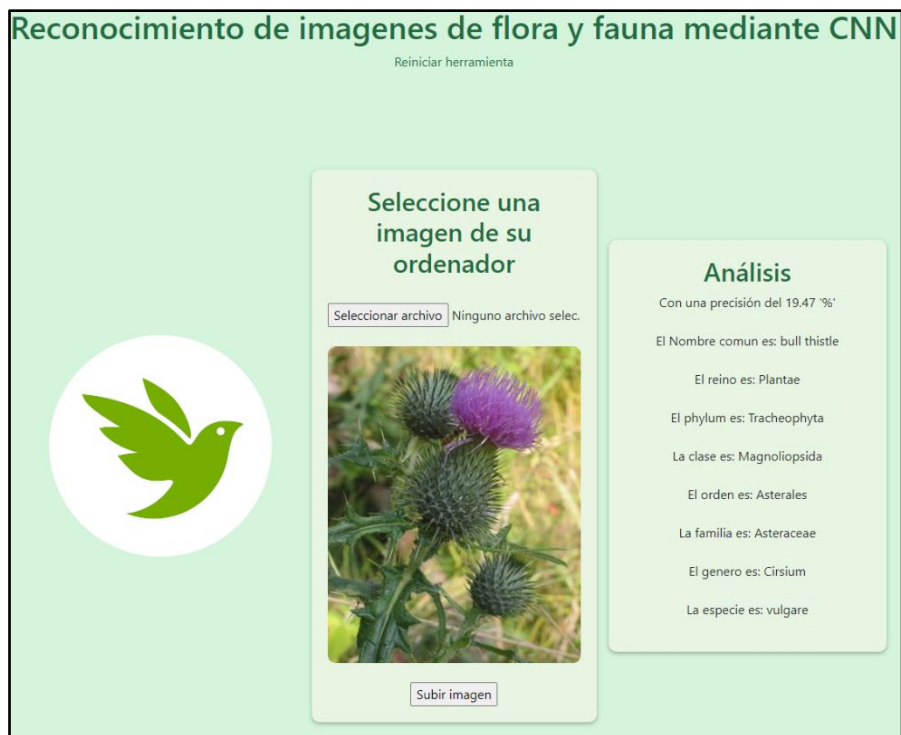 Reconocimiento de imagenes de flora y fauna mediante CNN
Reiniciar herramienta
Seleccione una
imagen de su
ordenador
Seleccionar archivo Ninguno archivo selec.
Subir imagen
Análisis
Con una precisión del 19.47 '%'
El Nombre comun es: bull thistle
El reino es: Plantae
El phylum es: Tracheophyta
La clase es: Magnoliopsida
El orden es: Asterales
La familia es: Asteraceae
El genero es: Cirsium
La especie es: vulgare